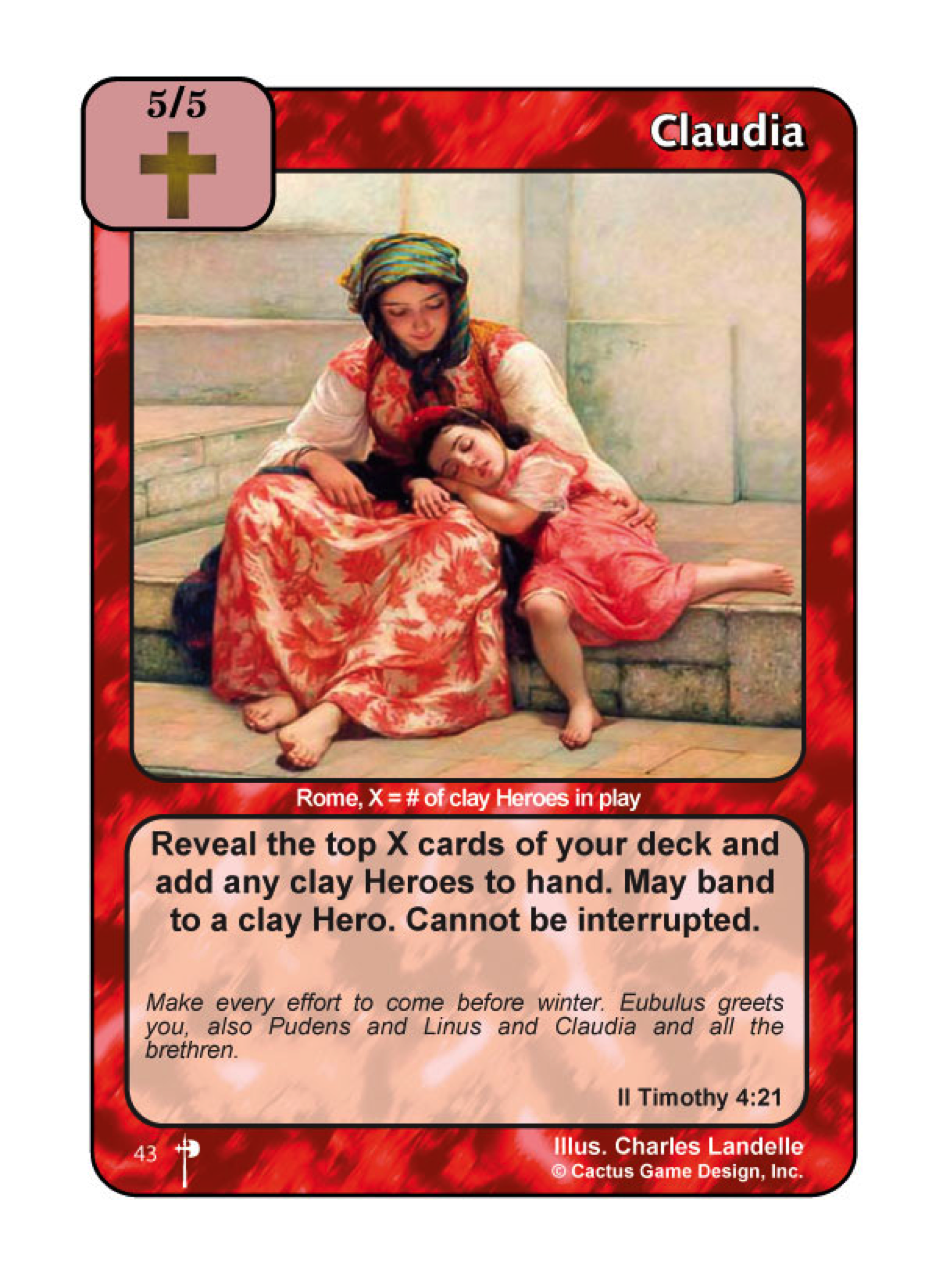 5/5
Claudia
Rome, X = # of clay Heroes in play
Reveal the top X cards of your deck and
add any clay Heroes to hand. May band
to a clay Hero. Cannot be interrupted.
Make every effort to come before winter. Eubulus greets
you, also Pudens and Linus and Claudia and all the
brethren.
II Timothy 4:21
43
Illus. Charles Landelle
© Cactus Game Design, Inc.